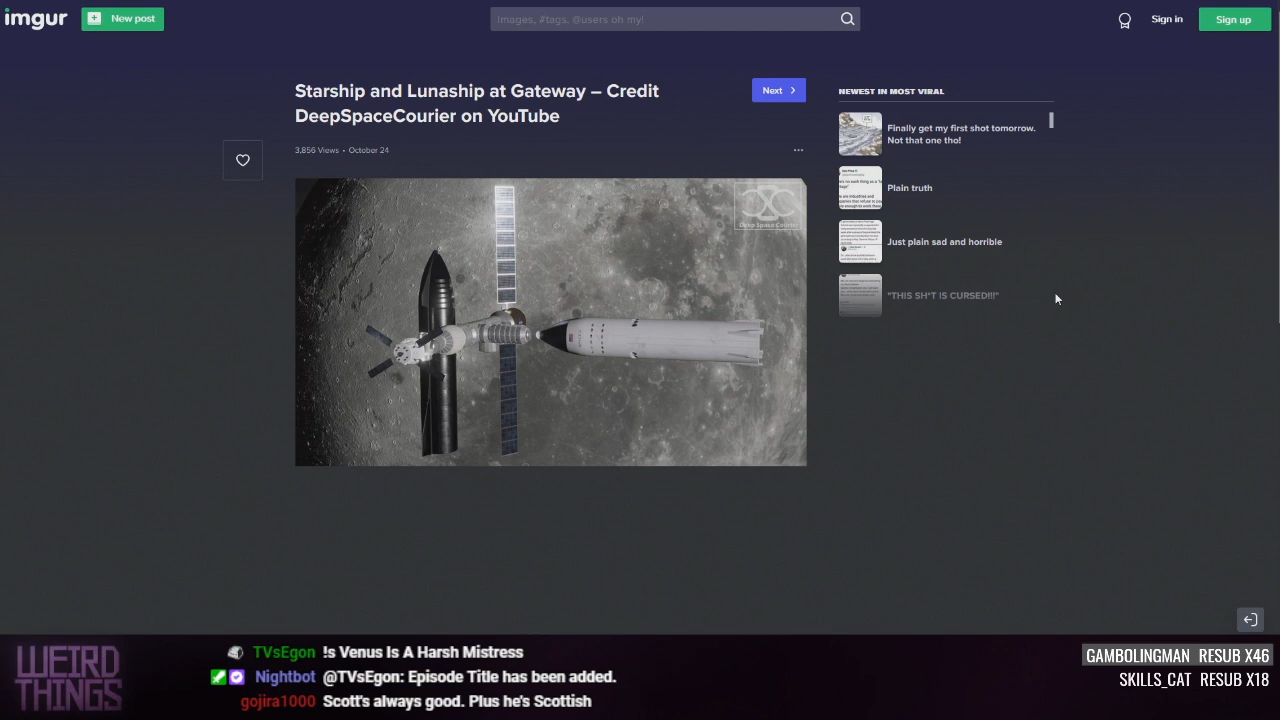 imgur
New post
Images, #tags, @users oh my!
Sign in
Sign up
Starship and Lunaship at Gateway – Credit
DeepSpaceCourier on YouTube
Next
3,856 Views • October 24
Deep Space Courier
NEWEST IN MOST VIRAL
Finally get my first shot tomorrow.
Not that one tho!
Plain truth
Just plain sad and horrible
"THIS SH*T IS CURSED!!!"
WEIRD
THINGS
TVsEgon !s Venus Is A Harsh Mistress
Nightbot @TVsEgon: Episode Title has been added.
gojira1000 Scott's always good. Plus he's Scottish
GAMBOLINGMAN RESUB X46
SKILLS_CAT RESUB X18